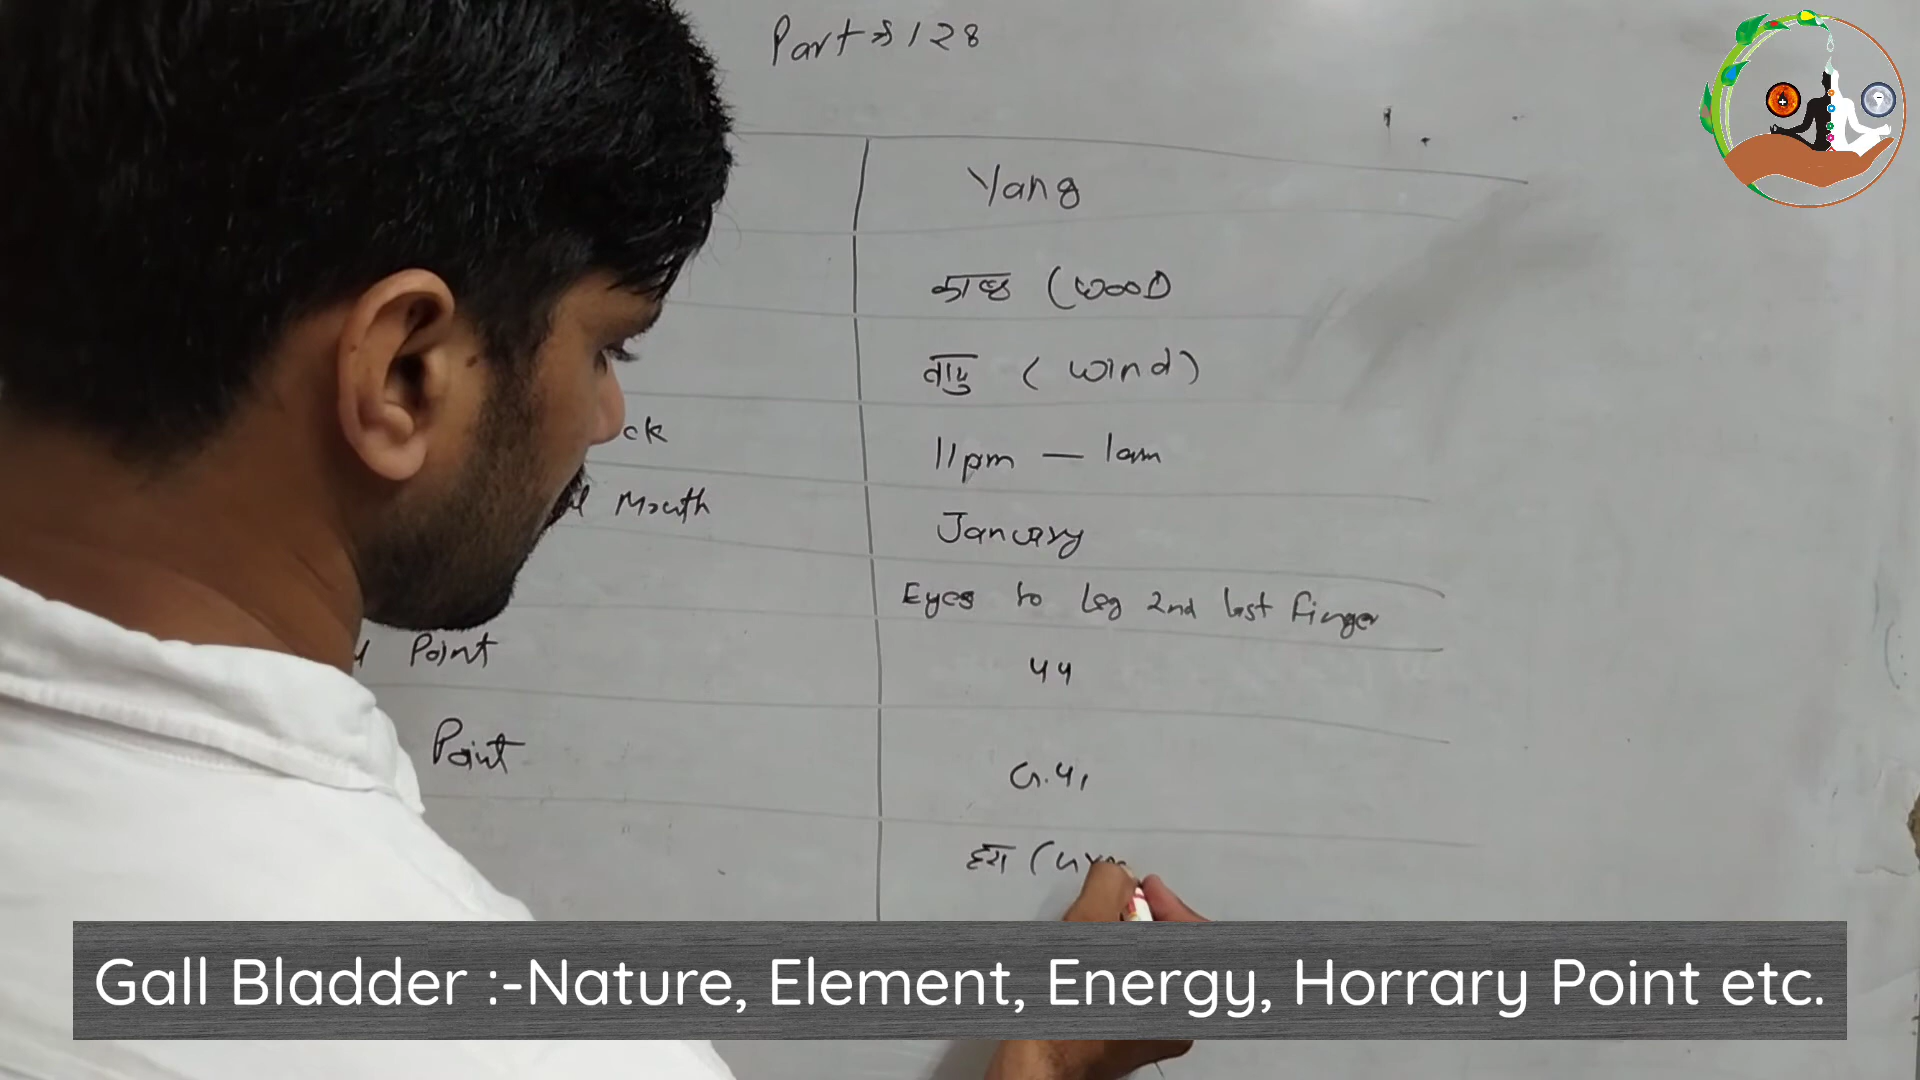 Part 128
Yang
काष्ठ (WOOD
वायु (wind)
ck 11pm — 1am
Mouth January
Eyes to Leg 2nd last finger
Point 44
Point G.41
हरा (
Gall Bladder :-Nature, Element, Energy, Horrary Point etc.